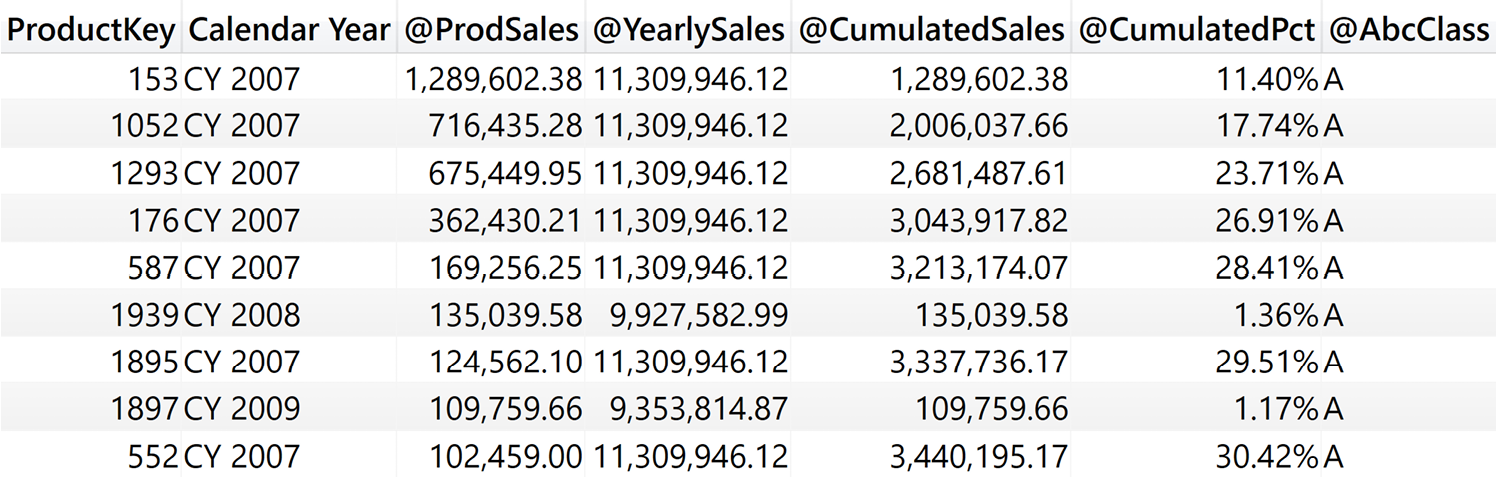 ProductKey Calendar Year @ProdSales @YearlySales @CumulatedSales @CumulatedPct @AbcClass
153 CY 2007 1,289,602.38 11,309,946.12 1,289,602.38 11.40% A
1052 CY 2007 716,435.28 11,309,946.12 2,006,037.66 17.74% A
1293 CY 2007 675,449.95 11,309,946.12 2,681,487.61 23.71% A
176 CY 2007 362,430.21 11,309,946.12 3,043,917.82 26.91% A
587 CY 2007 169,256.25 11,309,946.12 3,213,174.07 28.41% A
1939 CY 2008 135,039.58 9,927,582.99 135,039.58 1.36% A
1895 CY 2007 124,562.10 11,309,946.12 3,337,736.17 29.51% A
1897 CY 2009 109,759.66 9,353,814.87 109,759.66 1.17% A
552 CY 2007 102,459.00 11,309,946.12 3,440,195.17 30.42% A